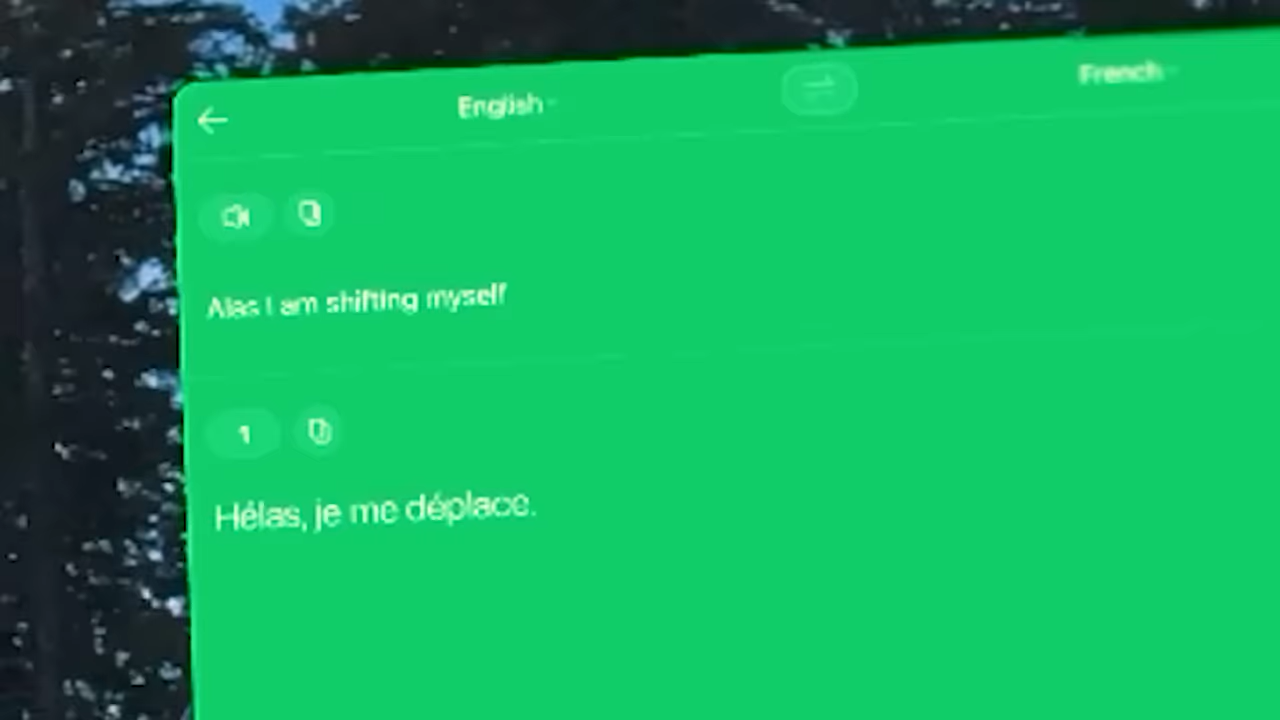 English
French
Alas I am shifting myself
1
Hélas, je me déplace.